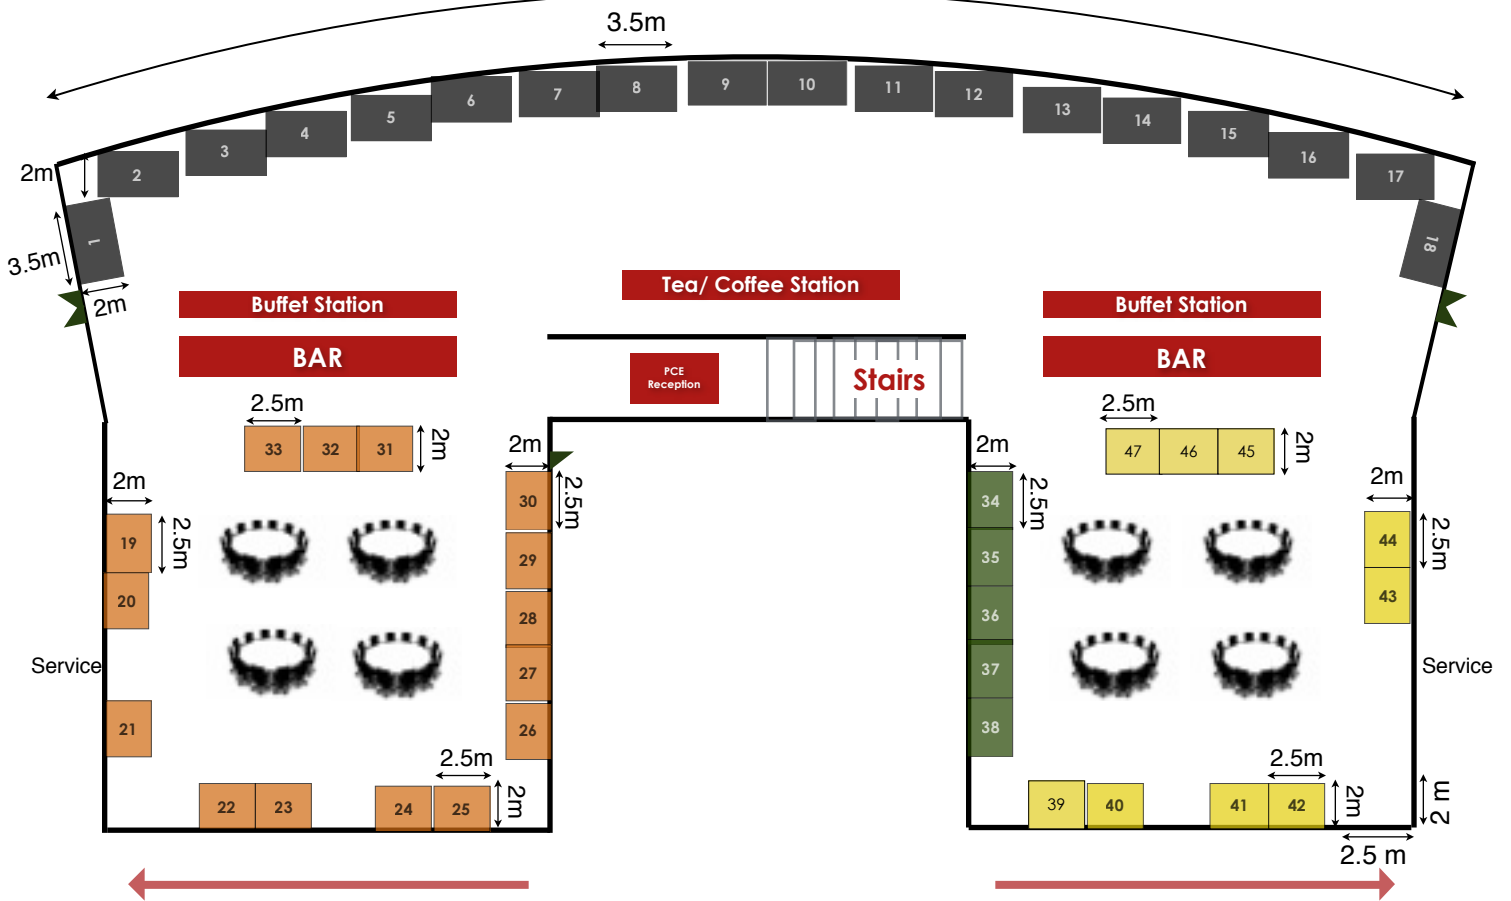 3.5m
9
10
8
11
7
12
6
13
5
14
4
15
3
16
2m
2
17
1
18
3.5m
2m
Tea/ Coffee Station
Buffet Station
Buffet Station
BAR
PCE
Reception
Stairs
BAR
2.5m
2.5m
33
32
31
2m
2m
2m
47
46
45
2m
2m
2m
30
2.5m
34
2.5m
19
2.5m
44
2.5m
29
35
20
43
28
36
Service
27
37
Service
21
26
38
2.5m
2.5m
22
23
24
25
2m
39
40
41
42
2m
2 m
2.5 m